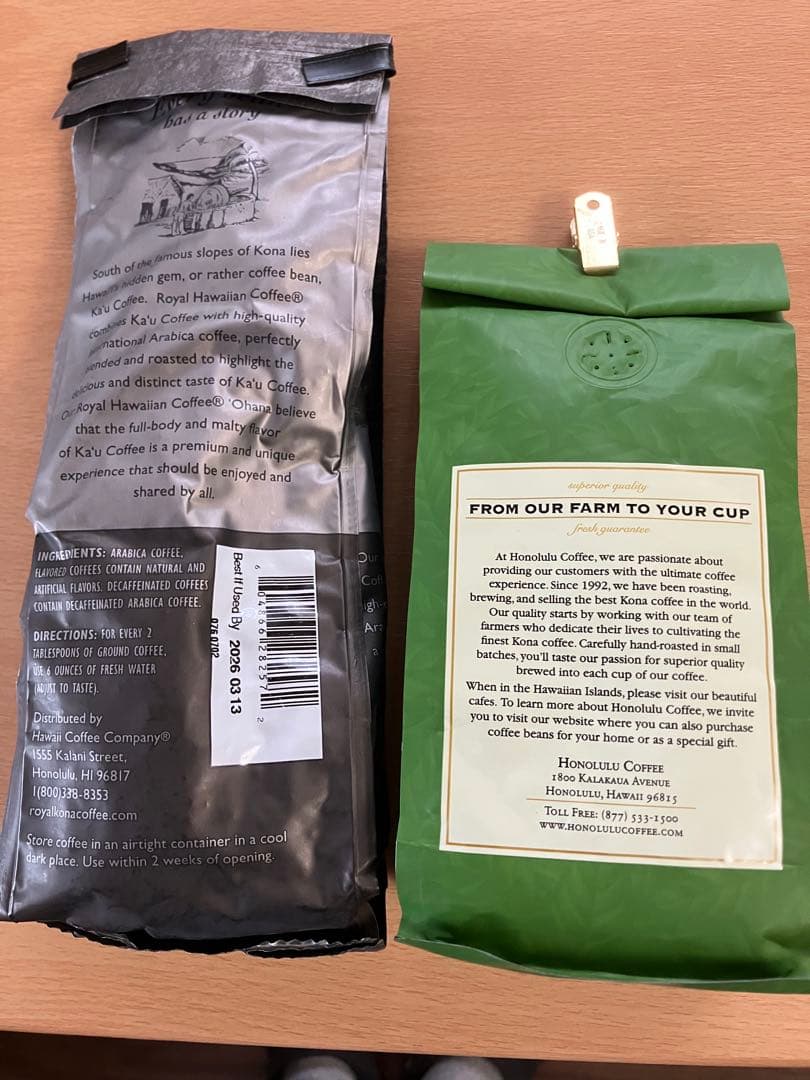 has a story
South of the famous slopes of Kona lies
Hawaii's hidden gem, or rather coffee bean,
Ka'u Coffee. Royal Hawaiian Coffee®
combines Ka'u Coffee with high-quality
national Arabica coffee, perfectly
ended and roasted to highlight the
licious and distinct taste of Ka'u Coffee.
Our Royal Hawaiian Coffee® 'Ohana believe
that the full-body and malty flavor
of Ka'u Coffee is a premium and unique
experience that should be enjoyed and
shared by all.
INGREDIENTS: ARABICA COFFEE,
FLAVORED COFFEES CONTAIN NATURAL AND
ARTIFICIAL FLAVORS. DECAFFEINATED COFFEES
CONTAIN DECAFFEINATED ARABICA COFFEE.
DIRECTIONS: FOR EVERY 2
TABLESPOONS OF GROUND COFFEE,
USE 6 OUNCES OF FRESH WATER
(ADJUST TO TASTE).
Distributed by
Hawaii Coffee Company®
1555 Kalani Street,
Honolulu, HI 96817
1(800)338-8353
royalkonacoffee.com
Store coffee in an airtight container in a cool
dark place. Use within 2 weeks of opening.
Best If Used By 2026 03 13
076 0702
6 04866 28257 2
Our
superior quality
FROM OUR FARM TO YOUR CUP
fresh guarantee
At Honolulu Coffee, we are passionate about
providing our customers with the ultimate coffee
experience. Since 1992, we have been roasting,
brewing, and selling the best Kona coffee in the world.
Our quality starts by working with our team of
farmers who dedicate their lives to cultivating the
finest Kona coffee. Carefully hand-roasted in small
batches, you'll taste our passion for superior quality
brewed into each cup of our coffee.
When in the Hawaiian Islands, please visit our beautiful
cafes. To learn more about Honolulu Coffee, we invite
you to visit our website where you can also purchase
coffee beans for your home or as a special gift.
HONOLULU COFFEE
1800 KALAKAUA AVENUE
HONOLULU, HAWAII 96815
TOLL FREE: (877) 533-1500
WWW.HONOLULUCOFFEE.COM